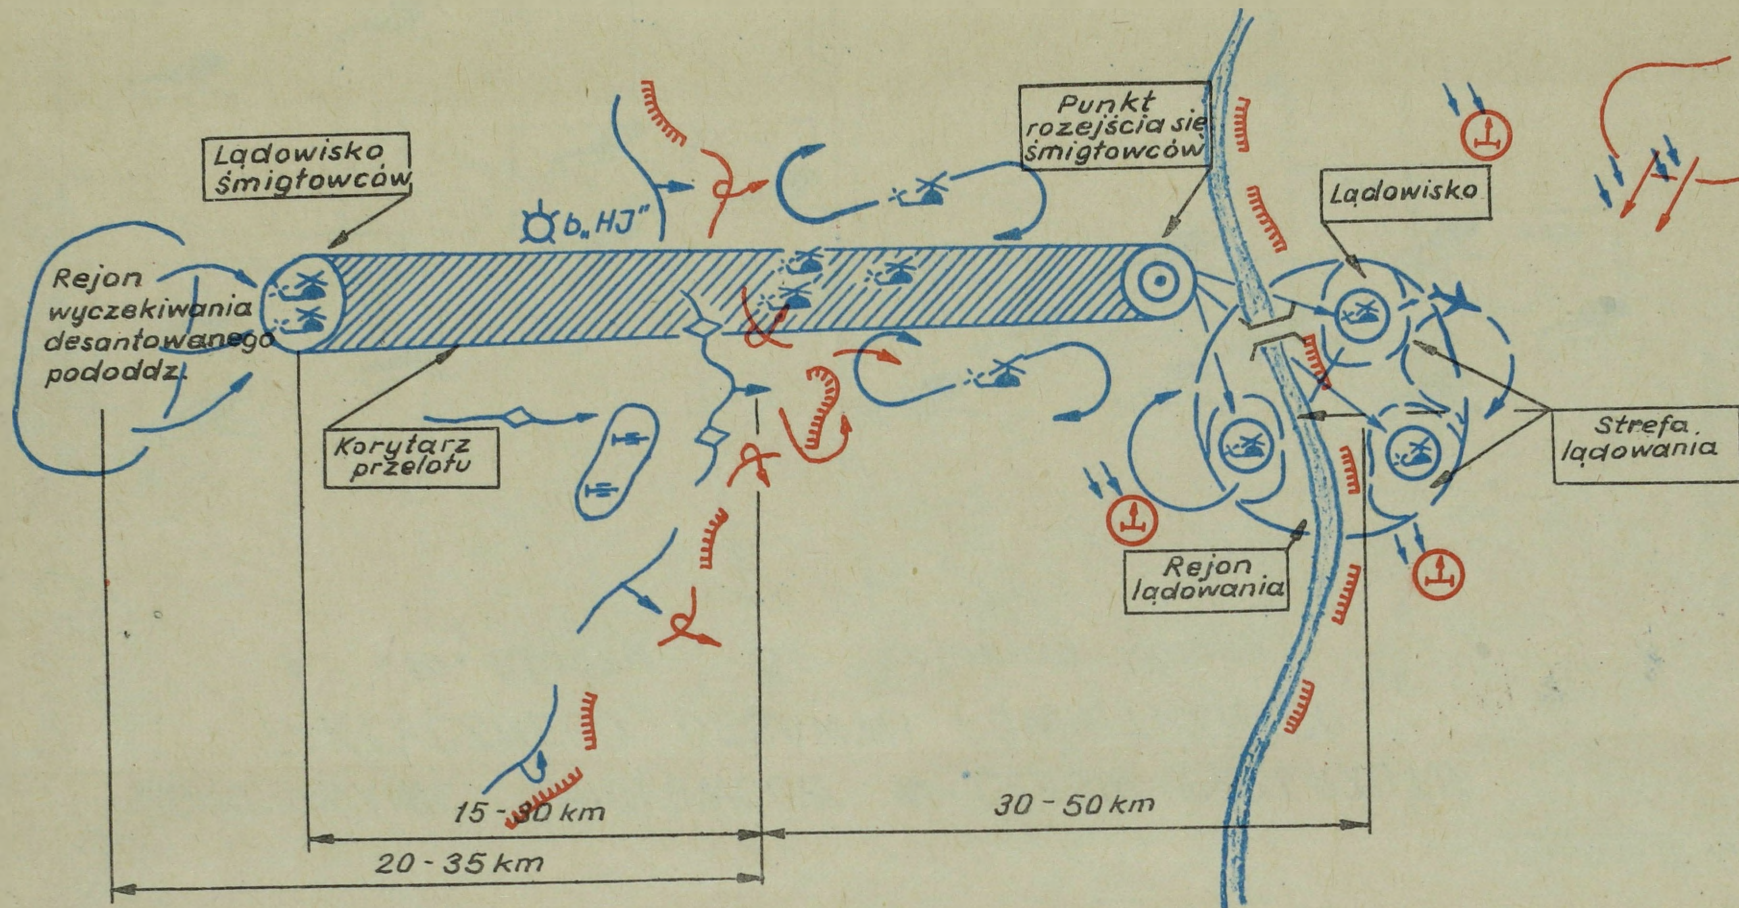 Lądowisko
śmigłowców
Punkt
rozejścia się
śmigłowców
Lądowisko
b„HJ"
Rejon
wyczekiwania
desantowanego
pododdz.
Korytarz
przelotu
Strefa
lądowania
Rejon
lądowania
15-30 km
30-50 km
20-35 km